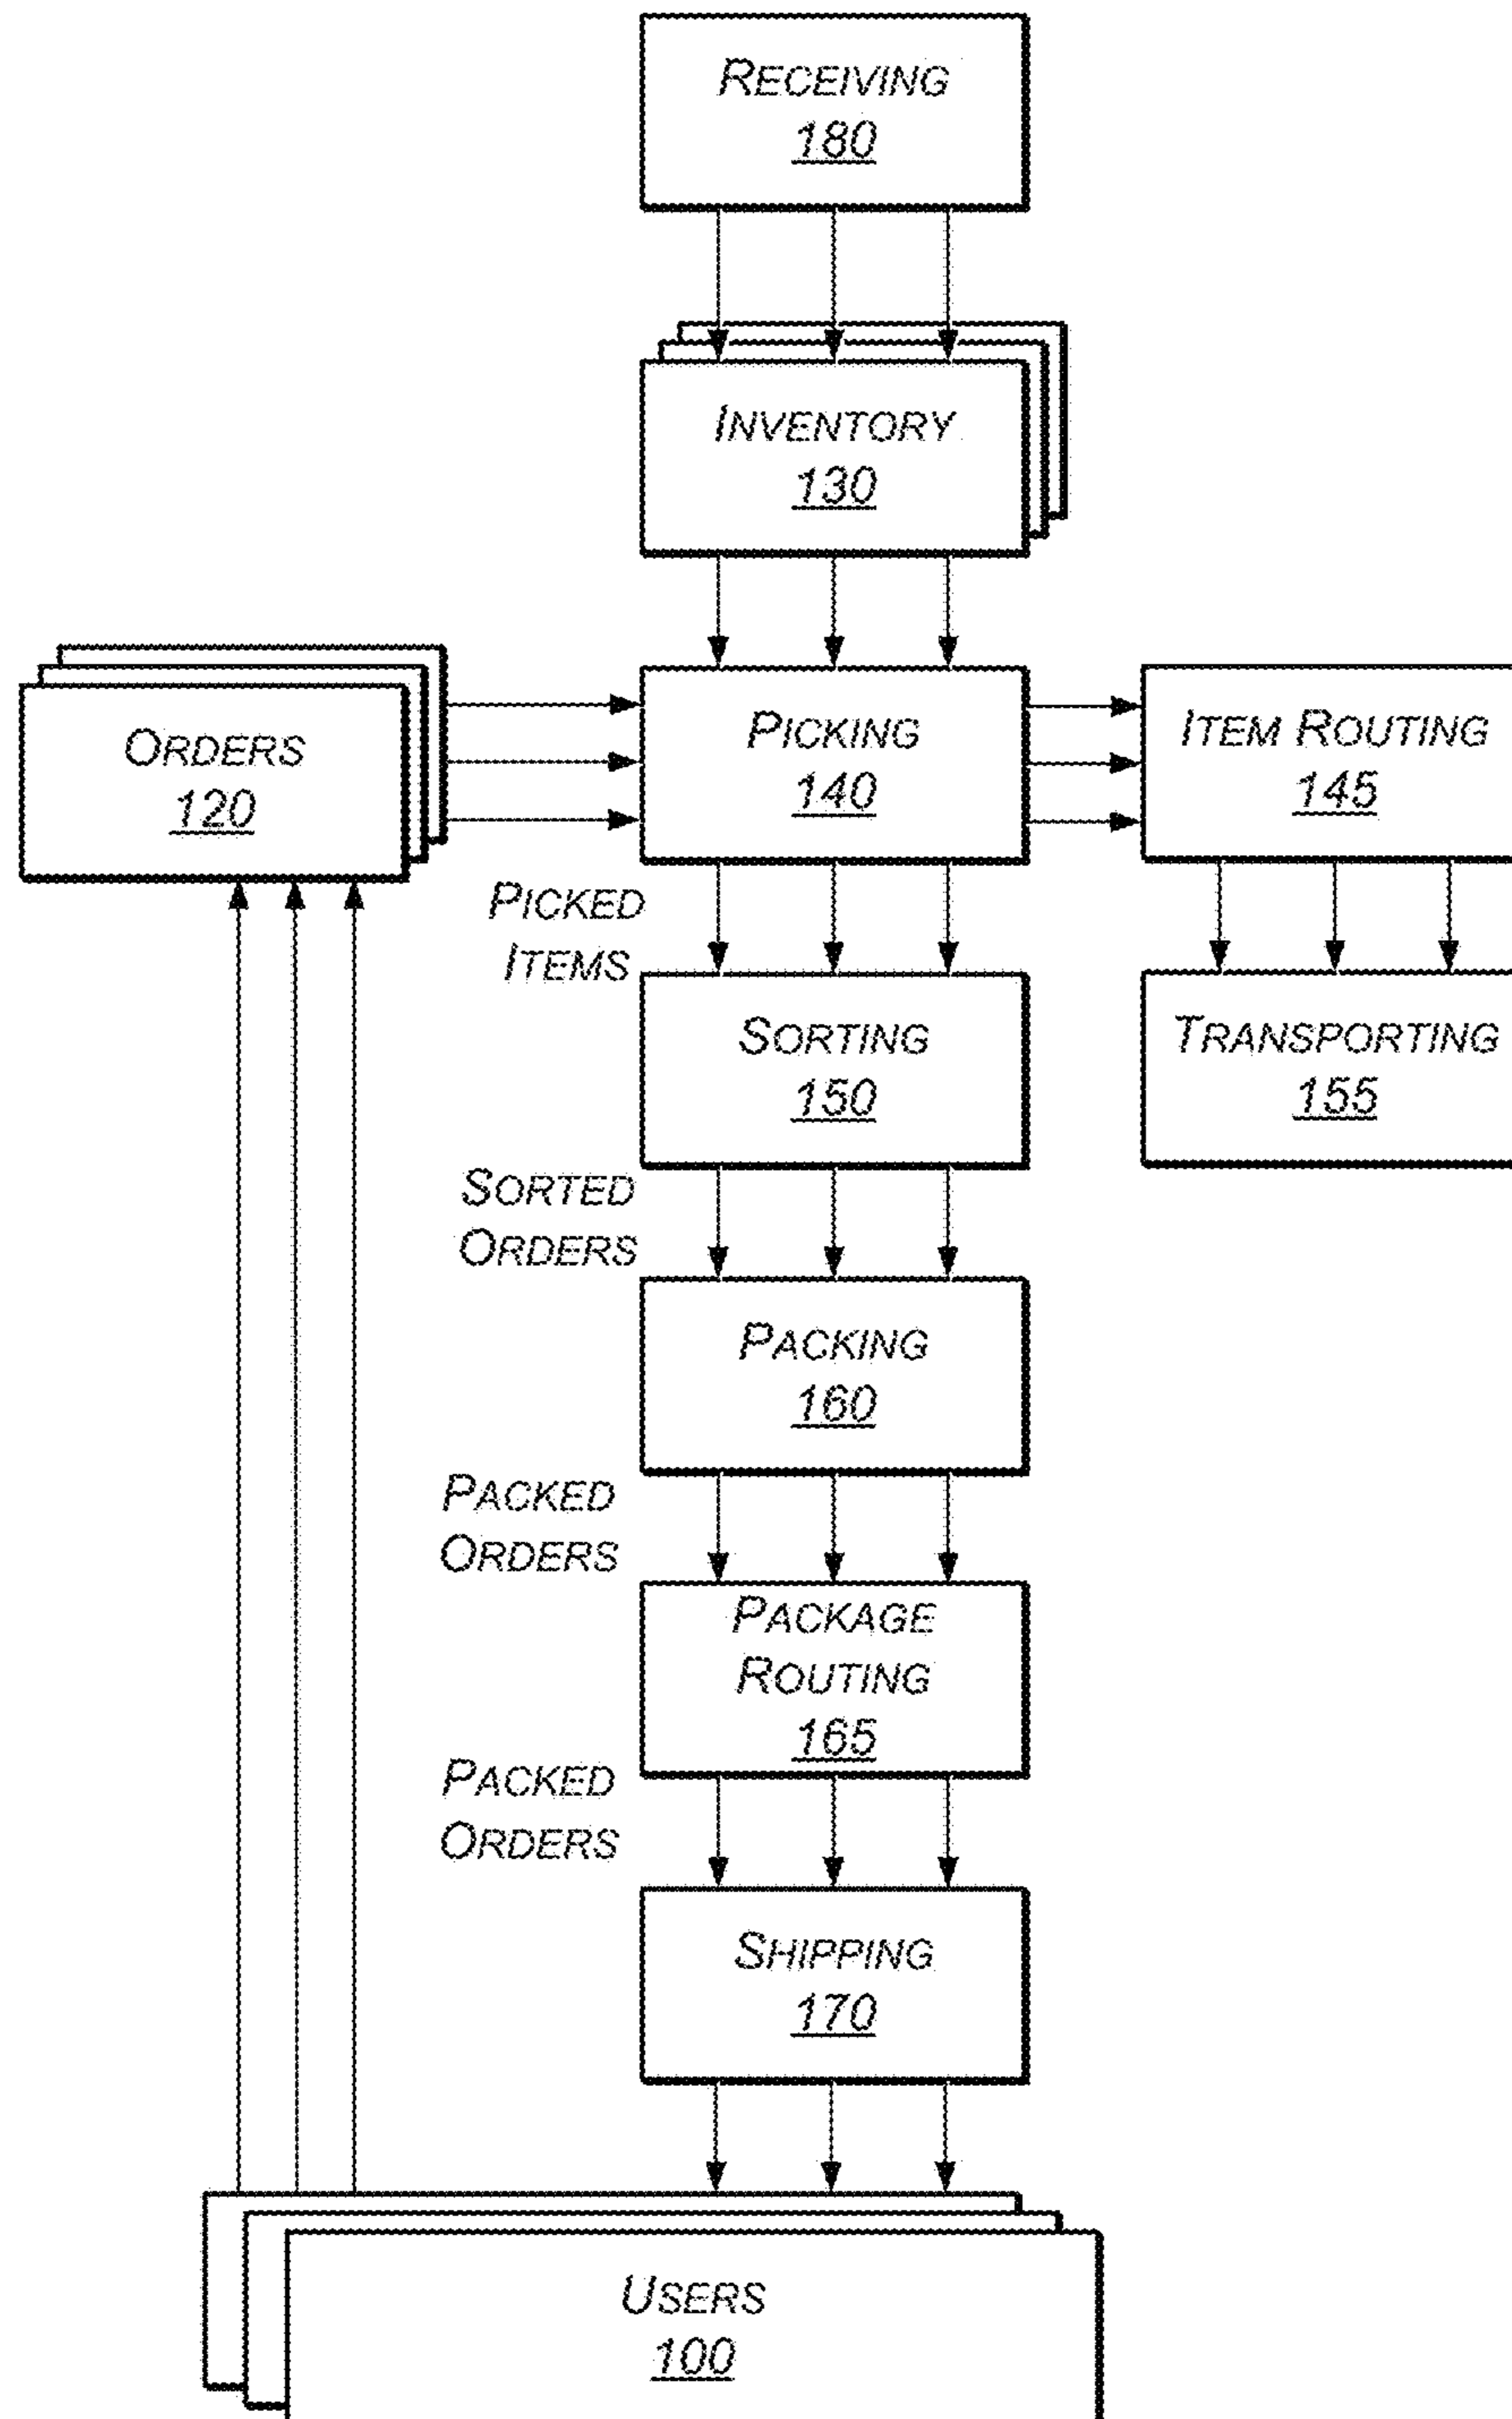 RECEIVING
180
INVENTORY
130
ORDERS
120
PICKING
140
ITEM ROUTING
145
PICKED
ITEMS
SORTING
150
TRANSPORTING
155
SORTED
ORDERS
PACKING
160
PACKED
ORDERS
PACKAGE
ROUTING
165
PACKED
ORDERS
SHIPPING
170
USERS
100